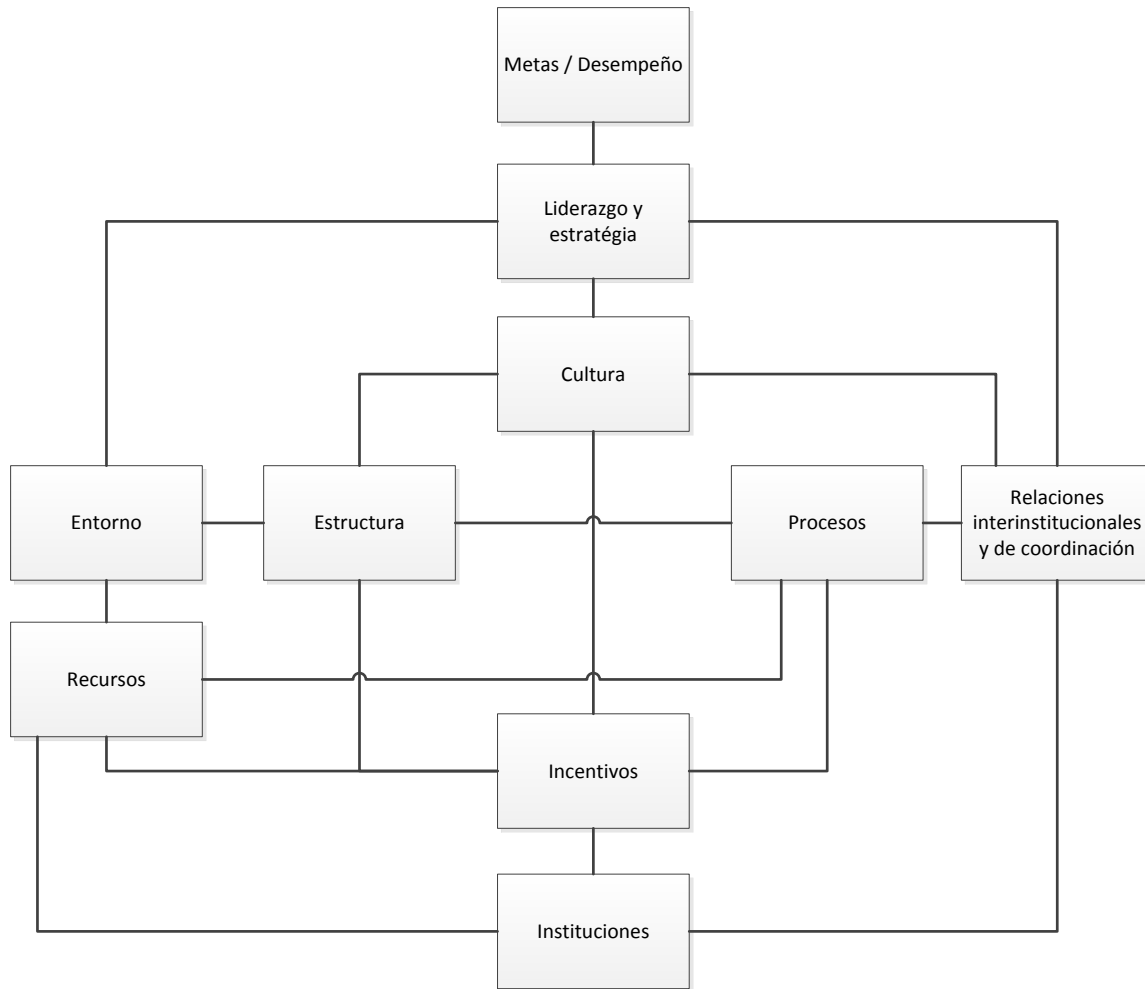 Metas / Desempeño
Liderazgo y
estratégia
Cultura
Entorno
Estructura
Procesos
Relaciones
interinstitucionales
y de coordinación
Recursos
Incentivos
Instituciones